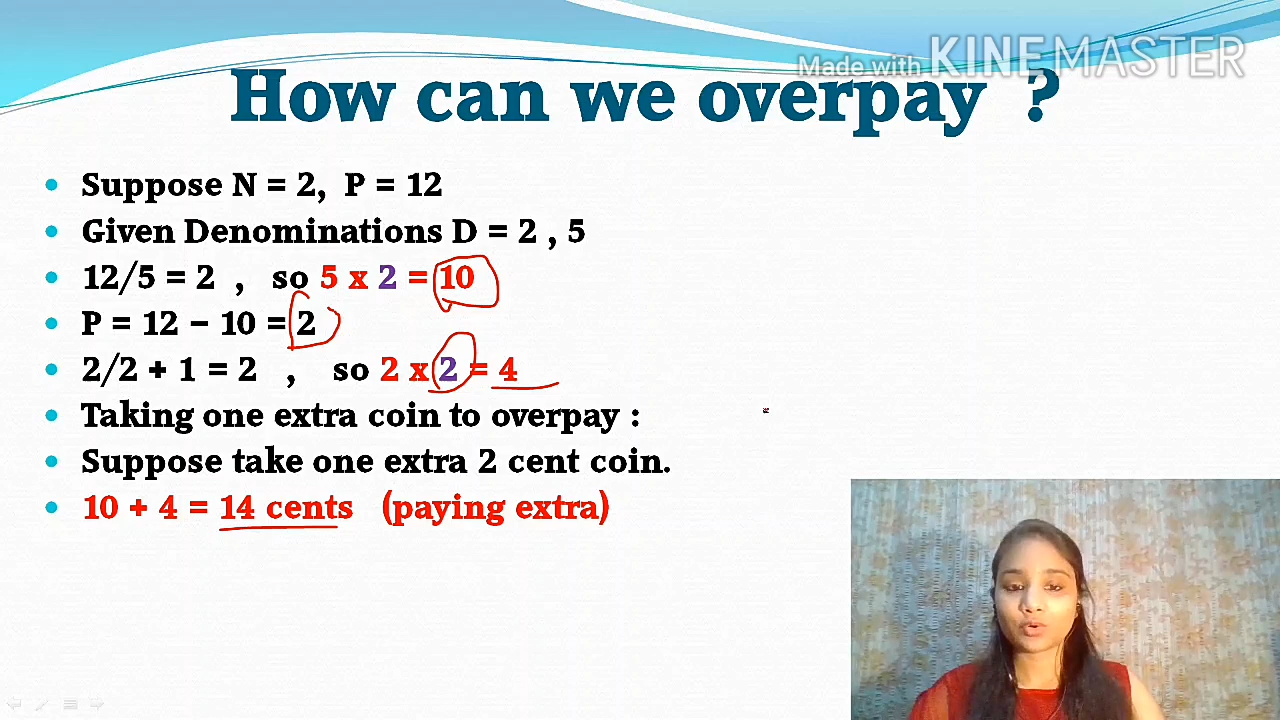 Made with KINEMASTER
How can we overpay ?
Suppose N = 2, P = 12
Given Denominations D = 2 , 5
12/5 = 2 , so 5 x 2 = 10
P = 12 – 10 = 2
2/2 + 1 = 2 , so 2 x 2 = 4
Taking one extra coin to overpay :
Suppose take one extra 2 cent coin.
10 + 4 = 14 cents (paying extra)